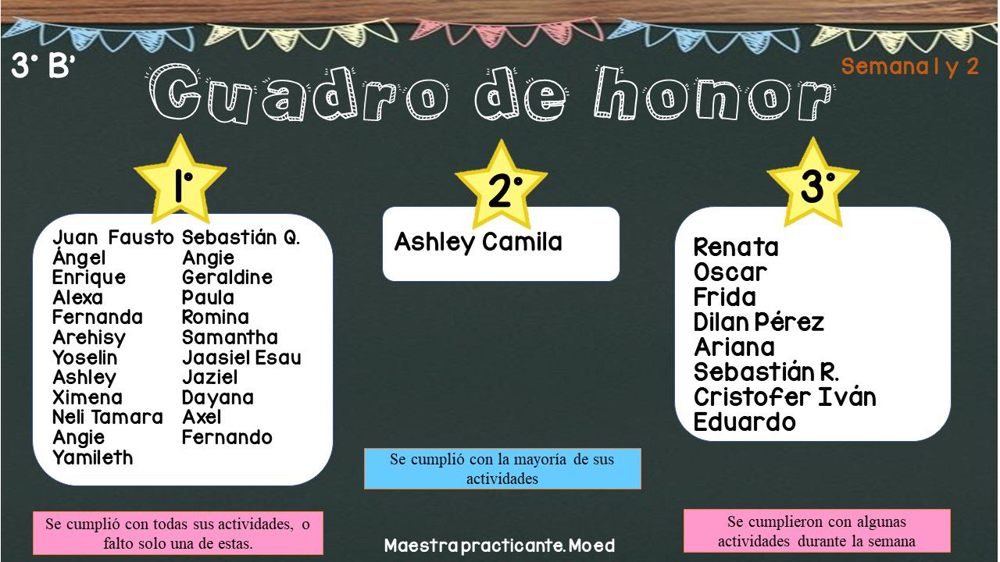 3° B’
Semana 1 y 2
Cuadro de honor
1°
Juan Fausto
Ángel
Enrique
Alexa
Fernanda
Arehisy
Yoselin
Ashley
Ximena
Neli Tamara
Angie
Yamileth
Sebastián Q.
Angie
Geraldine
Paula
Romina
Samantha
Jaasiel Esau
Jaziel
Dayana
Axel
Fernando
Se cumplió con todas sus actividades, o
falto solo una de estas.
2°
Ashley Camila
Se cumplió con la mayoría de sus
actividades
3°
Renata
Oscar
Frida
Dilan Pérez
Ariana
Sebastián R.
Cristofer Iván
Eduardo
Se cumplieron con algunas
actividades durante la semana
Maestra practicante. Moed